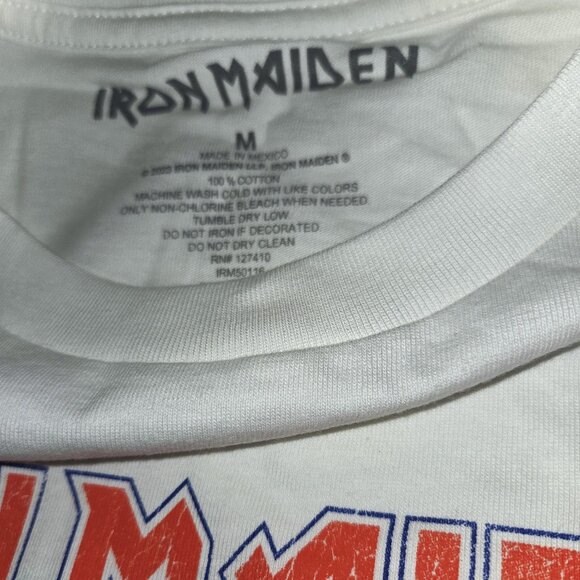 IRON MAIDEN
M
MADE IN MEXICO
© 2023 IRON MAIDEN LLP. IRON MAIDEN ®
100 % COTTON
MACHINE WASH COLD WITH LIKE COLORS
ONLY NON-CHLORINE BLEACH WHEN NEEDED
TUMBLE DRY LOW
DO NOT IRON IF DECORATED
DO NOT DRY CLEAN
RN# 127410
IRM50116